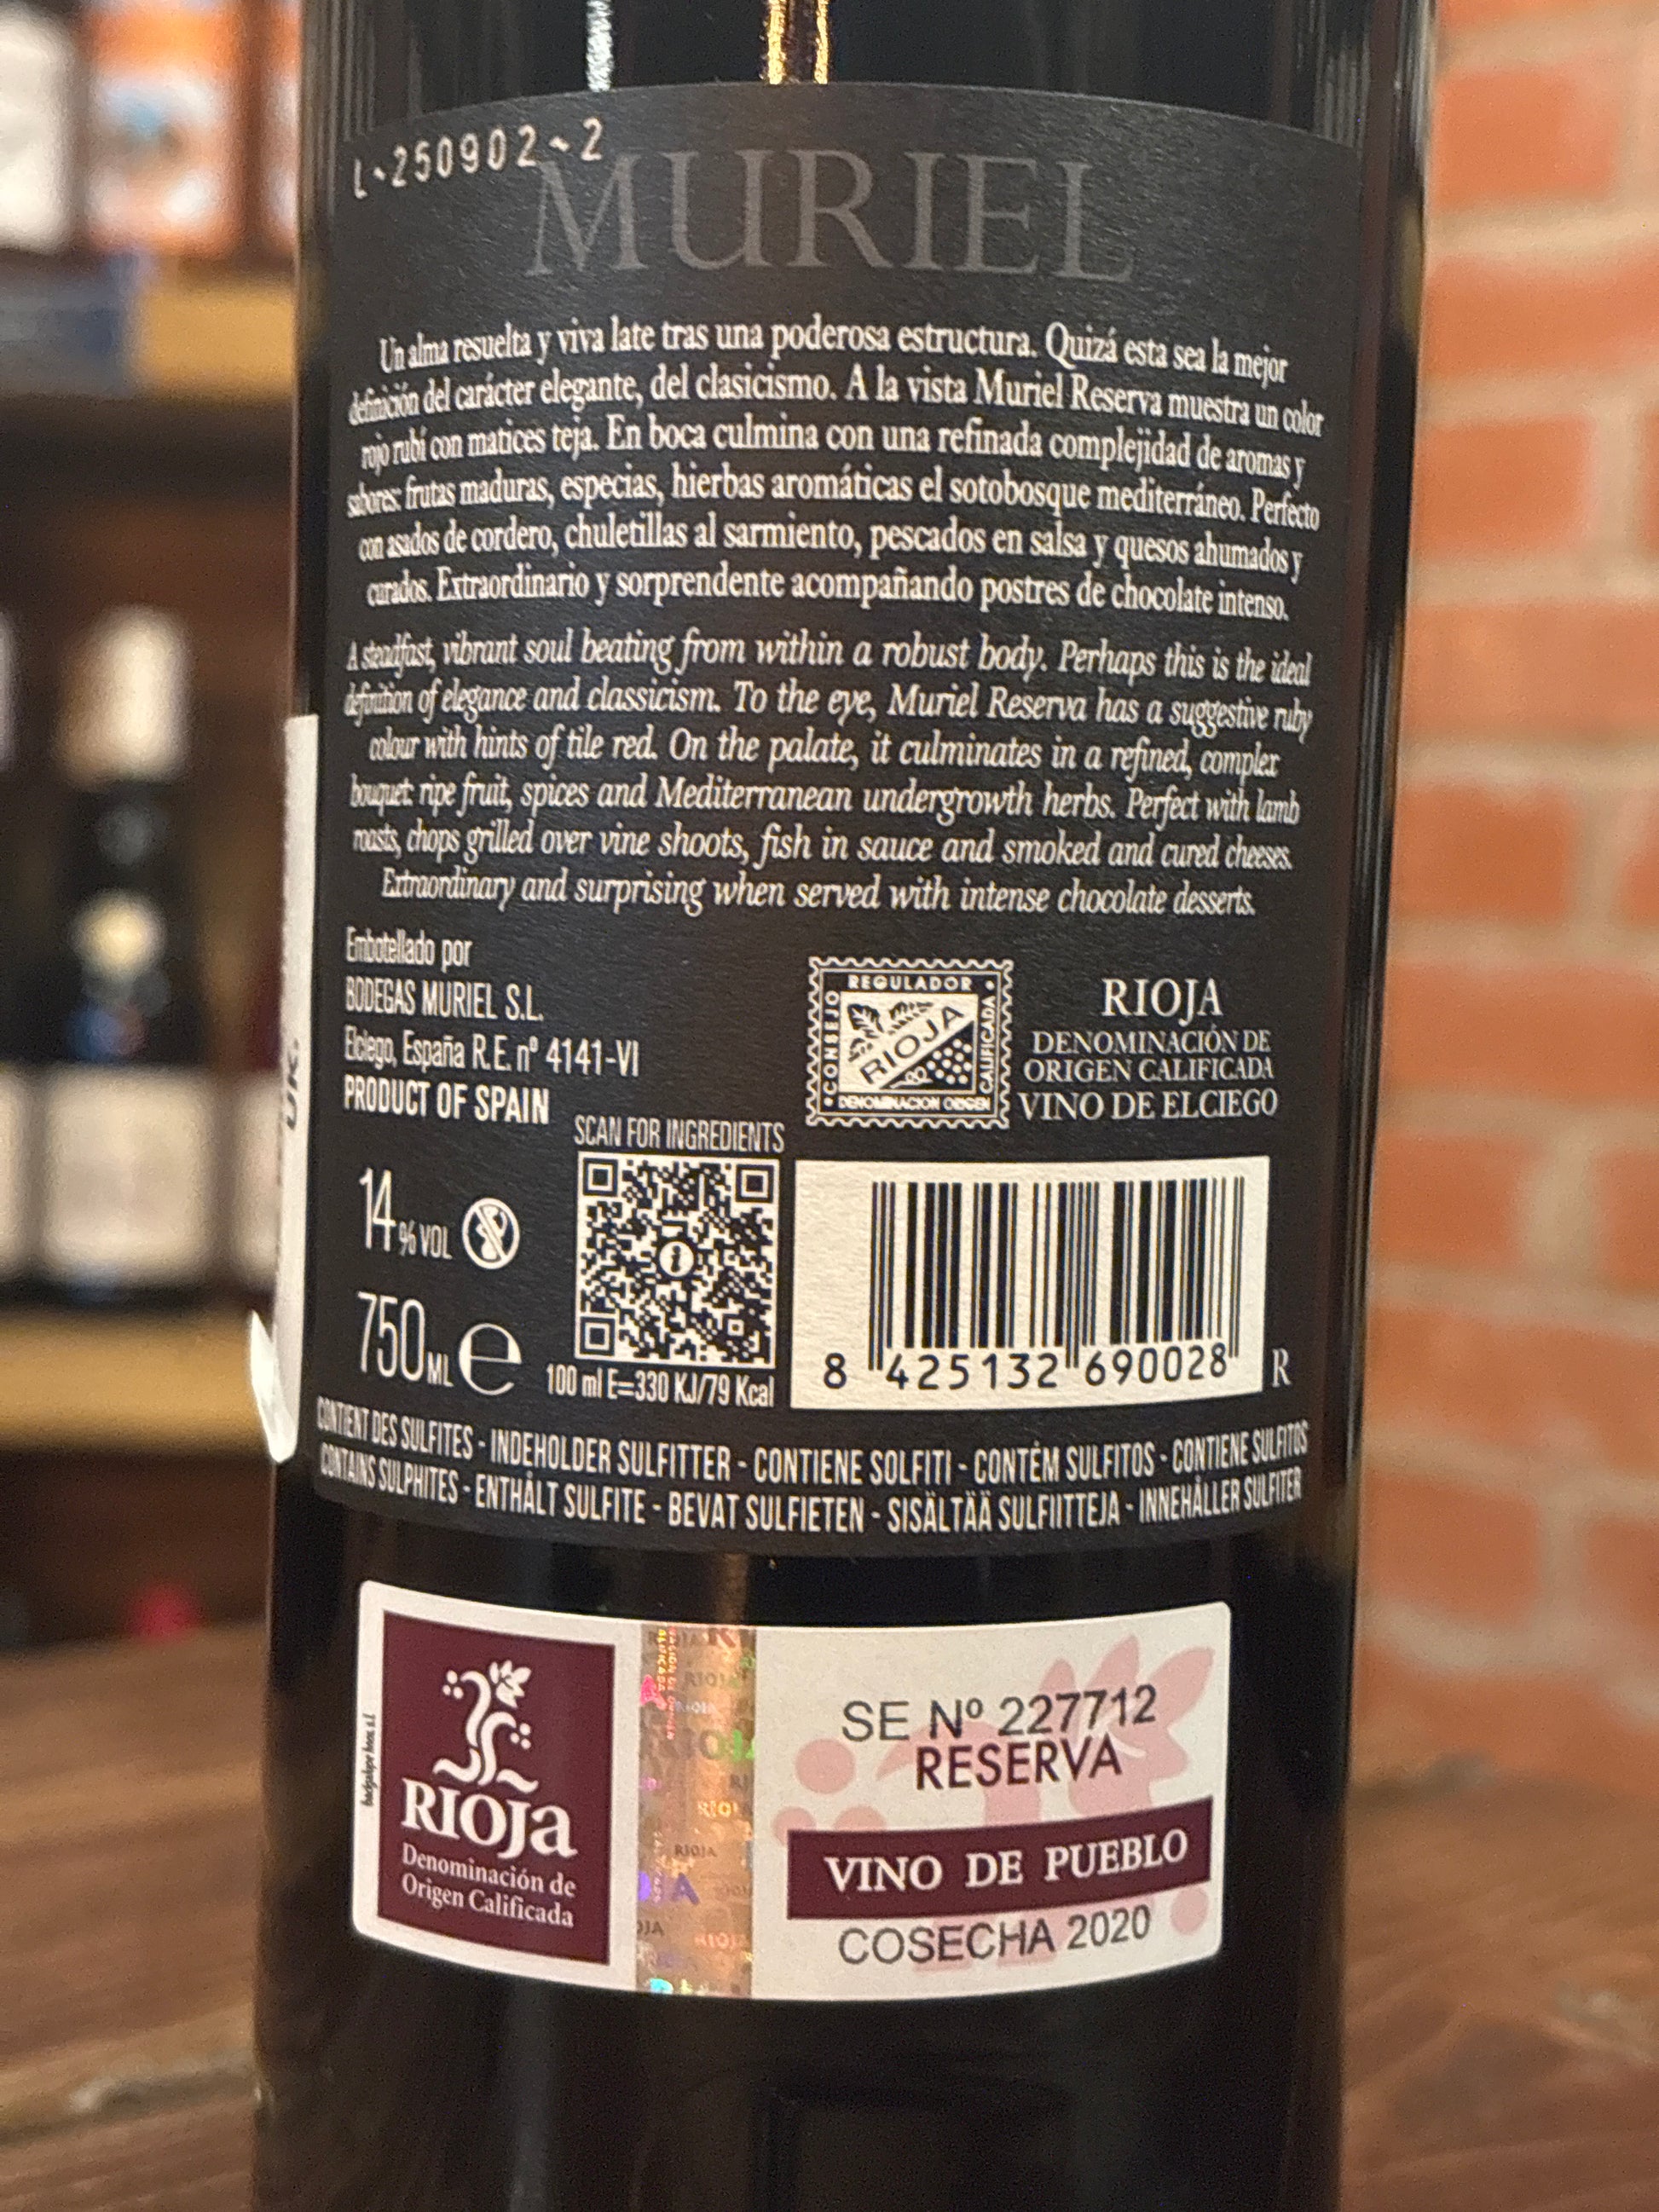 L-250902-2
MURIEL
Un alma resuelta y viva late tras una poderosa estructura. Quizá esta sea la mejor
definición del carácter elegante, del clasicismo. A la vista Muriel Reserva muestra un color
rojo rubí con matices teja. En boca culmina con una refinada complejidad de aromas y
sabores: frutas maduras, especias, hierbas aromáticas el sotobosque mediterráneo. Perfecto
con asados de cordero, chuletillas al sarmiento, pescados en salsa y quesos ahumados y
curados. Extraordinario y sorprendente acompañando postres de chocolate intenso.
A steadfast, vibrant soul beating from within a robust body. Perhaps this is the ideal
definition of elegance and classicism. To the eye, Muriel Reserva has a suggestive ruby
colour with hints of tile red. On the palate, it culminates in a refined, complex
bouquet: ripe fruit, spices and Mediterranean undergrowth herbs. Perfect with lamb
roasts, chops grilled over vine shoots, fish in sauce and smoked and cured cheeses.
Extraordinary and surprising when served with intense chocolate desserts.
Embotellado por
BODEGAS MURIEL S.L.
Elciego, España R.E. nº 4141-VI
PRODUCT OF SPAIN
CONSEJO
REGULADOR
RIOJA
CALIFICADA
DENOMINACION ORIGEN
RIOJA
DENOMINACIÓN DE
ORIGEN CALIFICADA
VINO DE ELCIEGO
UK.
SCAN FOR INGREDIENTS
14 % VOL
750 ML e
100 ml E=330 KJ/79 Kcal
8 425132 690028 R
CONTIENT DES SULFITES - INDEHOLDER SULFITTER - CONTIENE SOLFITI - CONTÉM SULFITOS - CONTIENE SULFITOS
CONTAINS SULPHITES - ENTHÄLT SULFITE - BEVAT SULFIETEN - SISÄLTÄÄ SULFIITTEJA - INNEHÅLLER SULFITER
RIOJa
Denominación de
Origen Calificada
RIOJA
SE Nº 227712
RESERVA
VINO DE PUEBLO
COSECHA 2020